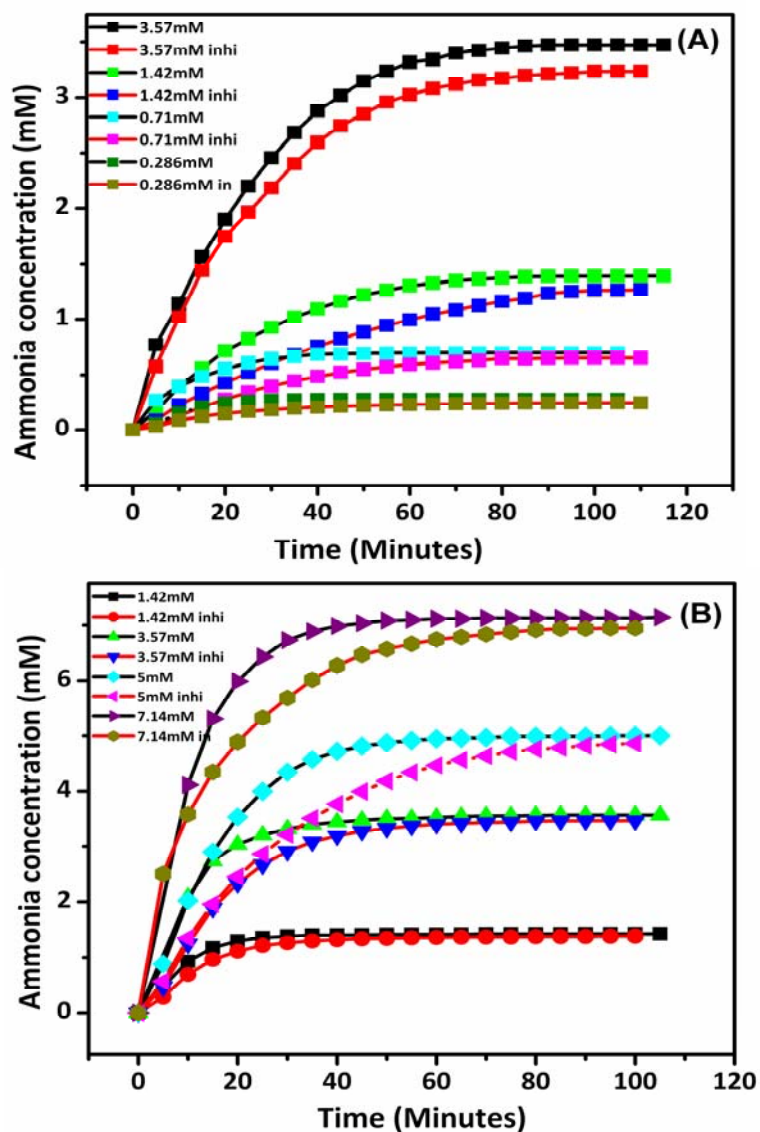 3.57mM
3.57mM inhi
1.42mM
1.42mM inhi
0.71mM
0.71mM inhi
0.286mM
0.286mM in
(A)
Ammonia concentration (mM)
3
2
1
0
0 20 40 60 80 100 120
Time (Minutes)
1.42mM
1.42mM inhi
3.57mM
3.57mM inhi
5mM
5mM inhi
7.14mM
7.14mM in
(B)
Ammonia concentration (mM)
6
4
2
0
0 20 40 60 80 100 120
Time (Minutes)